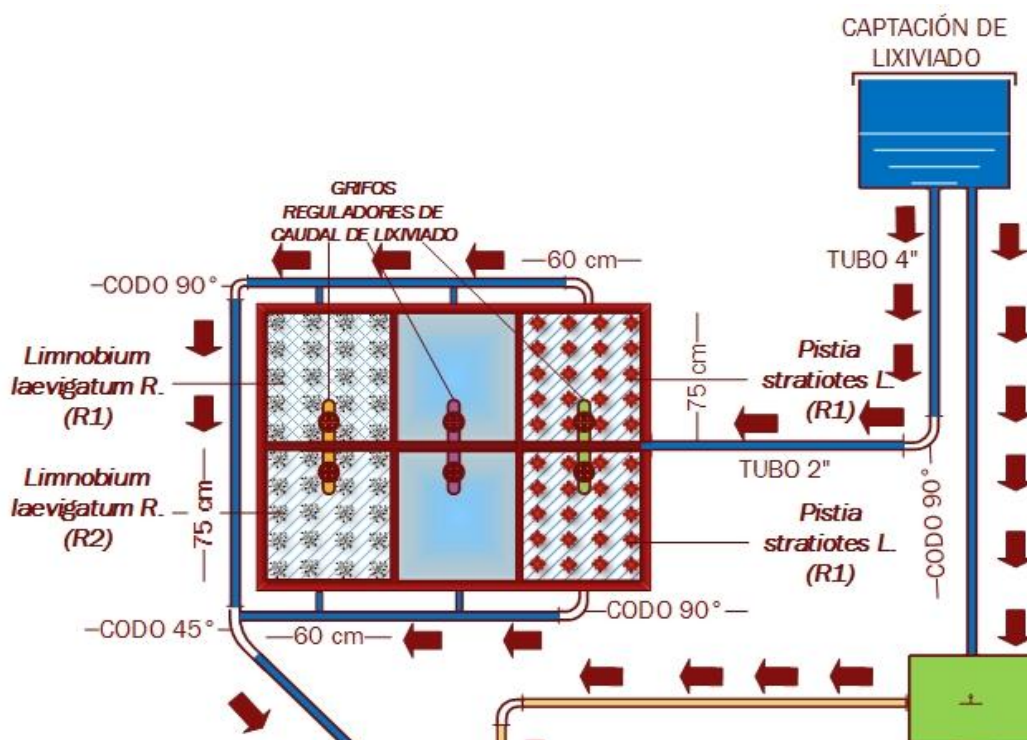 CAPTACIÓN DE
LIXIVIADO
GRIFOS
REGULADORES DE
CAUDAL DE LIXIVIADO
60 cm
TUBO 4"
CODO 90°
Limnobium
laevigatum R.
(R1)
75 cm
Pistia
stratiotes L.
(R1)
TUBO 2"
Limnobium
laevigatum R.
(R2)
75 cm
Pistia
stratiotes L.
(R1)
CODO 90°
CODO 90°
CODO 45°
60 cm